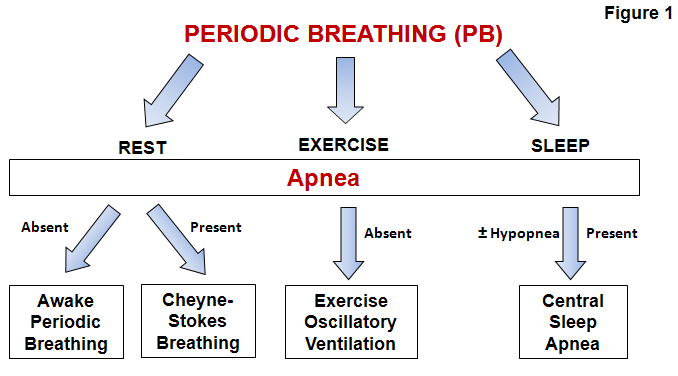 Figure 1
PERIODIC BREATHING (PB)
REST
EXERCISE
SLEEP
Apnea
Absent
Present
Absent
± Hypopnea
Present
Awake
Periodic
Breathing
Cheyne-
Stokes
Breathing
Exercise
Oscillatory
Ventilation
Central
Sleep
Apnea